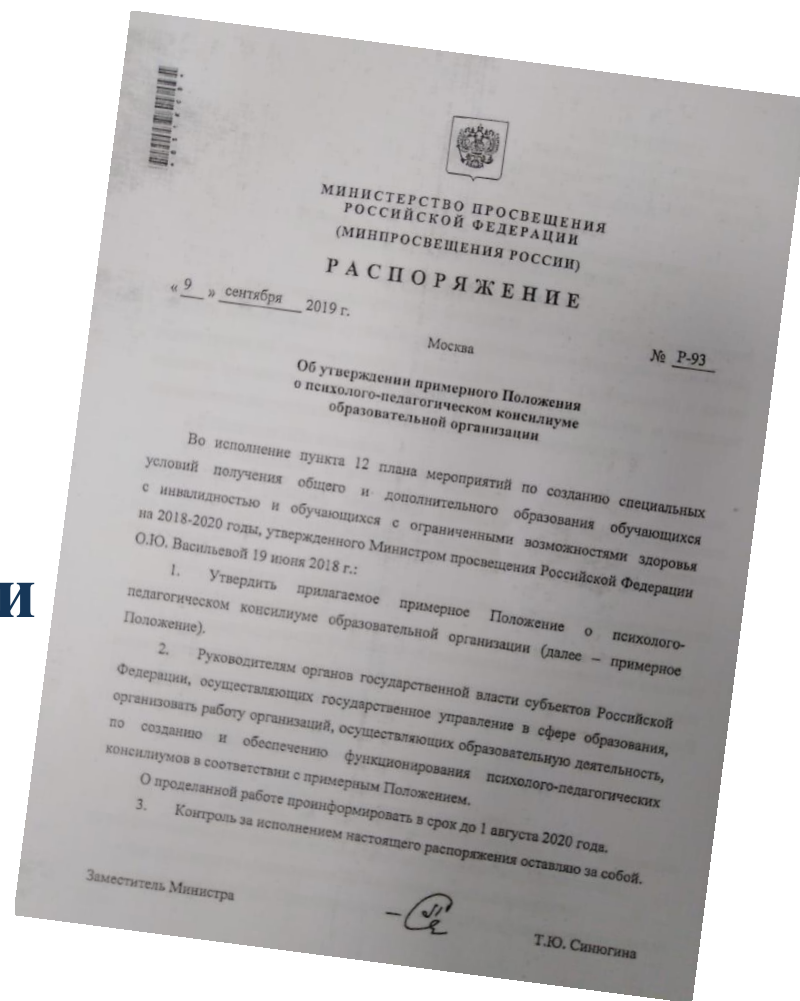 МИНИСТЕРСТВО ПРОСВЕЩЕНИЯ
РОССИЙСКОЙ ФЕДЕРАЦИИ
(МИНПРОСВЕЩЕНИЯ РОССИИ)
РАСПОРЯЖЕНИЕ
« 9 » сентября 2019 г.
Москва
№ Р-93
Об утверждении примерного Положения
о психолого-педагогическом консилиуме
образовательной организации
Во исполнение пункта 12 плана мероприятий по созданию специальных
условий получения общего и дополнительного образования обучающихся
с инвалидностью и обучающихся с ограниченными возможностями здоровья
на 2018-2020 годы, утвержденного Министром просвещения Российской Федерации
О.Ю. Васильевой 19 июня 2018 г.:
1. Утвердить прилагаемое примерное Положение о психолого-
педагогическом консилиуме образовательной организации (далее – примерное
Положение).
2. Руководителям органов государственной власти субъектов Российской
Федерации, осуществляющих государственное управление в сфере образования,
организовать работу организаций, осуществляющих образовательную деятельность,
по созданию и обеспечению функционирования психолого-педагогических
консилиумов в соответствии с примерным Положением.
О проделанной работе проинформировать в срок до 1 августа 2020 года.
3. Контроль за исполнением настоящего распоряжения оставляю за собой.
Заместитель Министра
Т.Ю. Синюгина
и